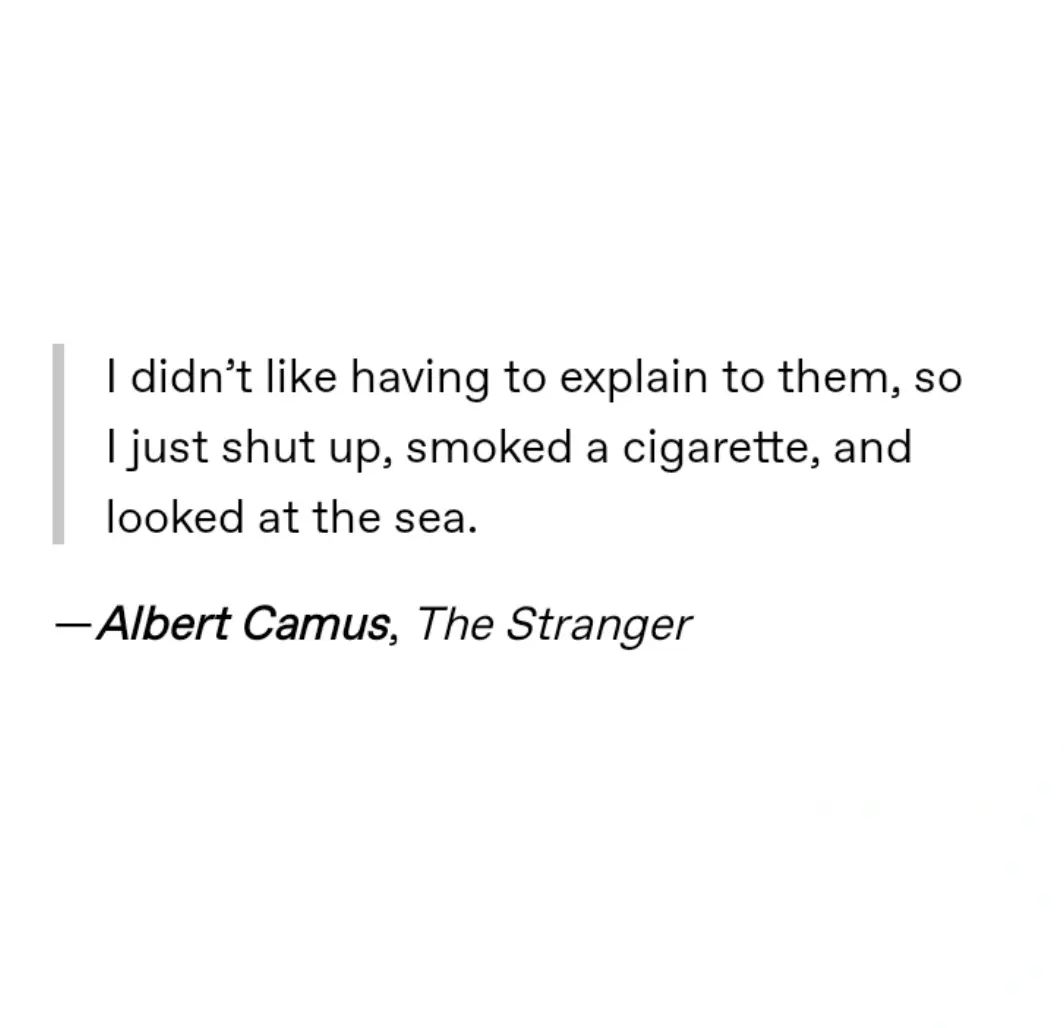 I didn’t like having to explain to them, so
I just shut up, smoked a cigarette, and
looked at the sea.
—Albert Camus, The Stranger